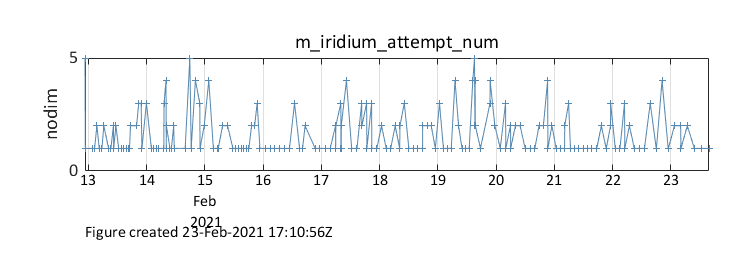 m_iridium_attempt_num
5
nodim
0
13 14 15 16 17 18 19 20 21 22 23
Feb
2021
Figure created 23-Feb-2021 17:10:56Z